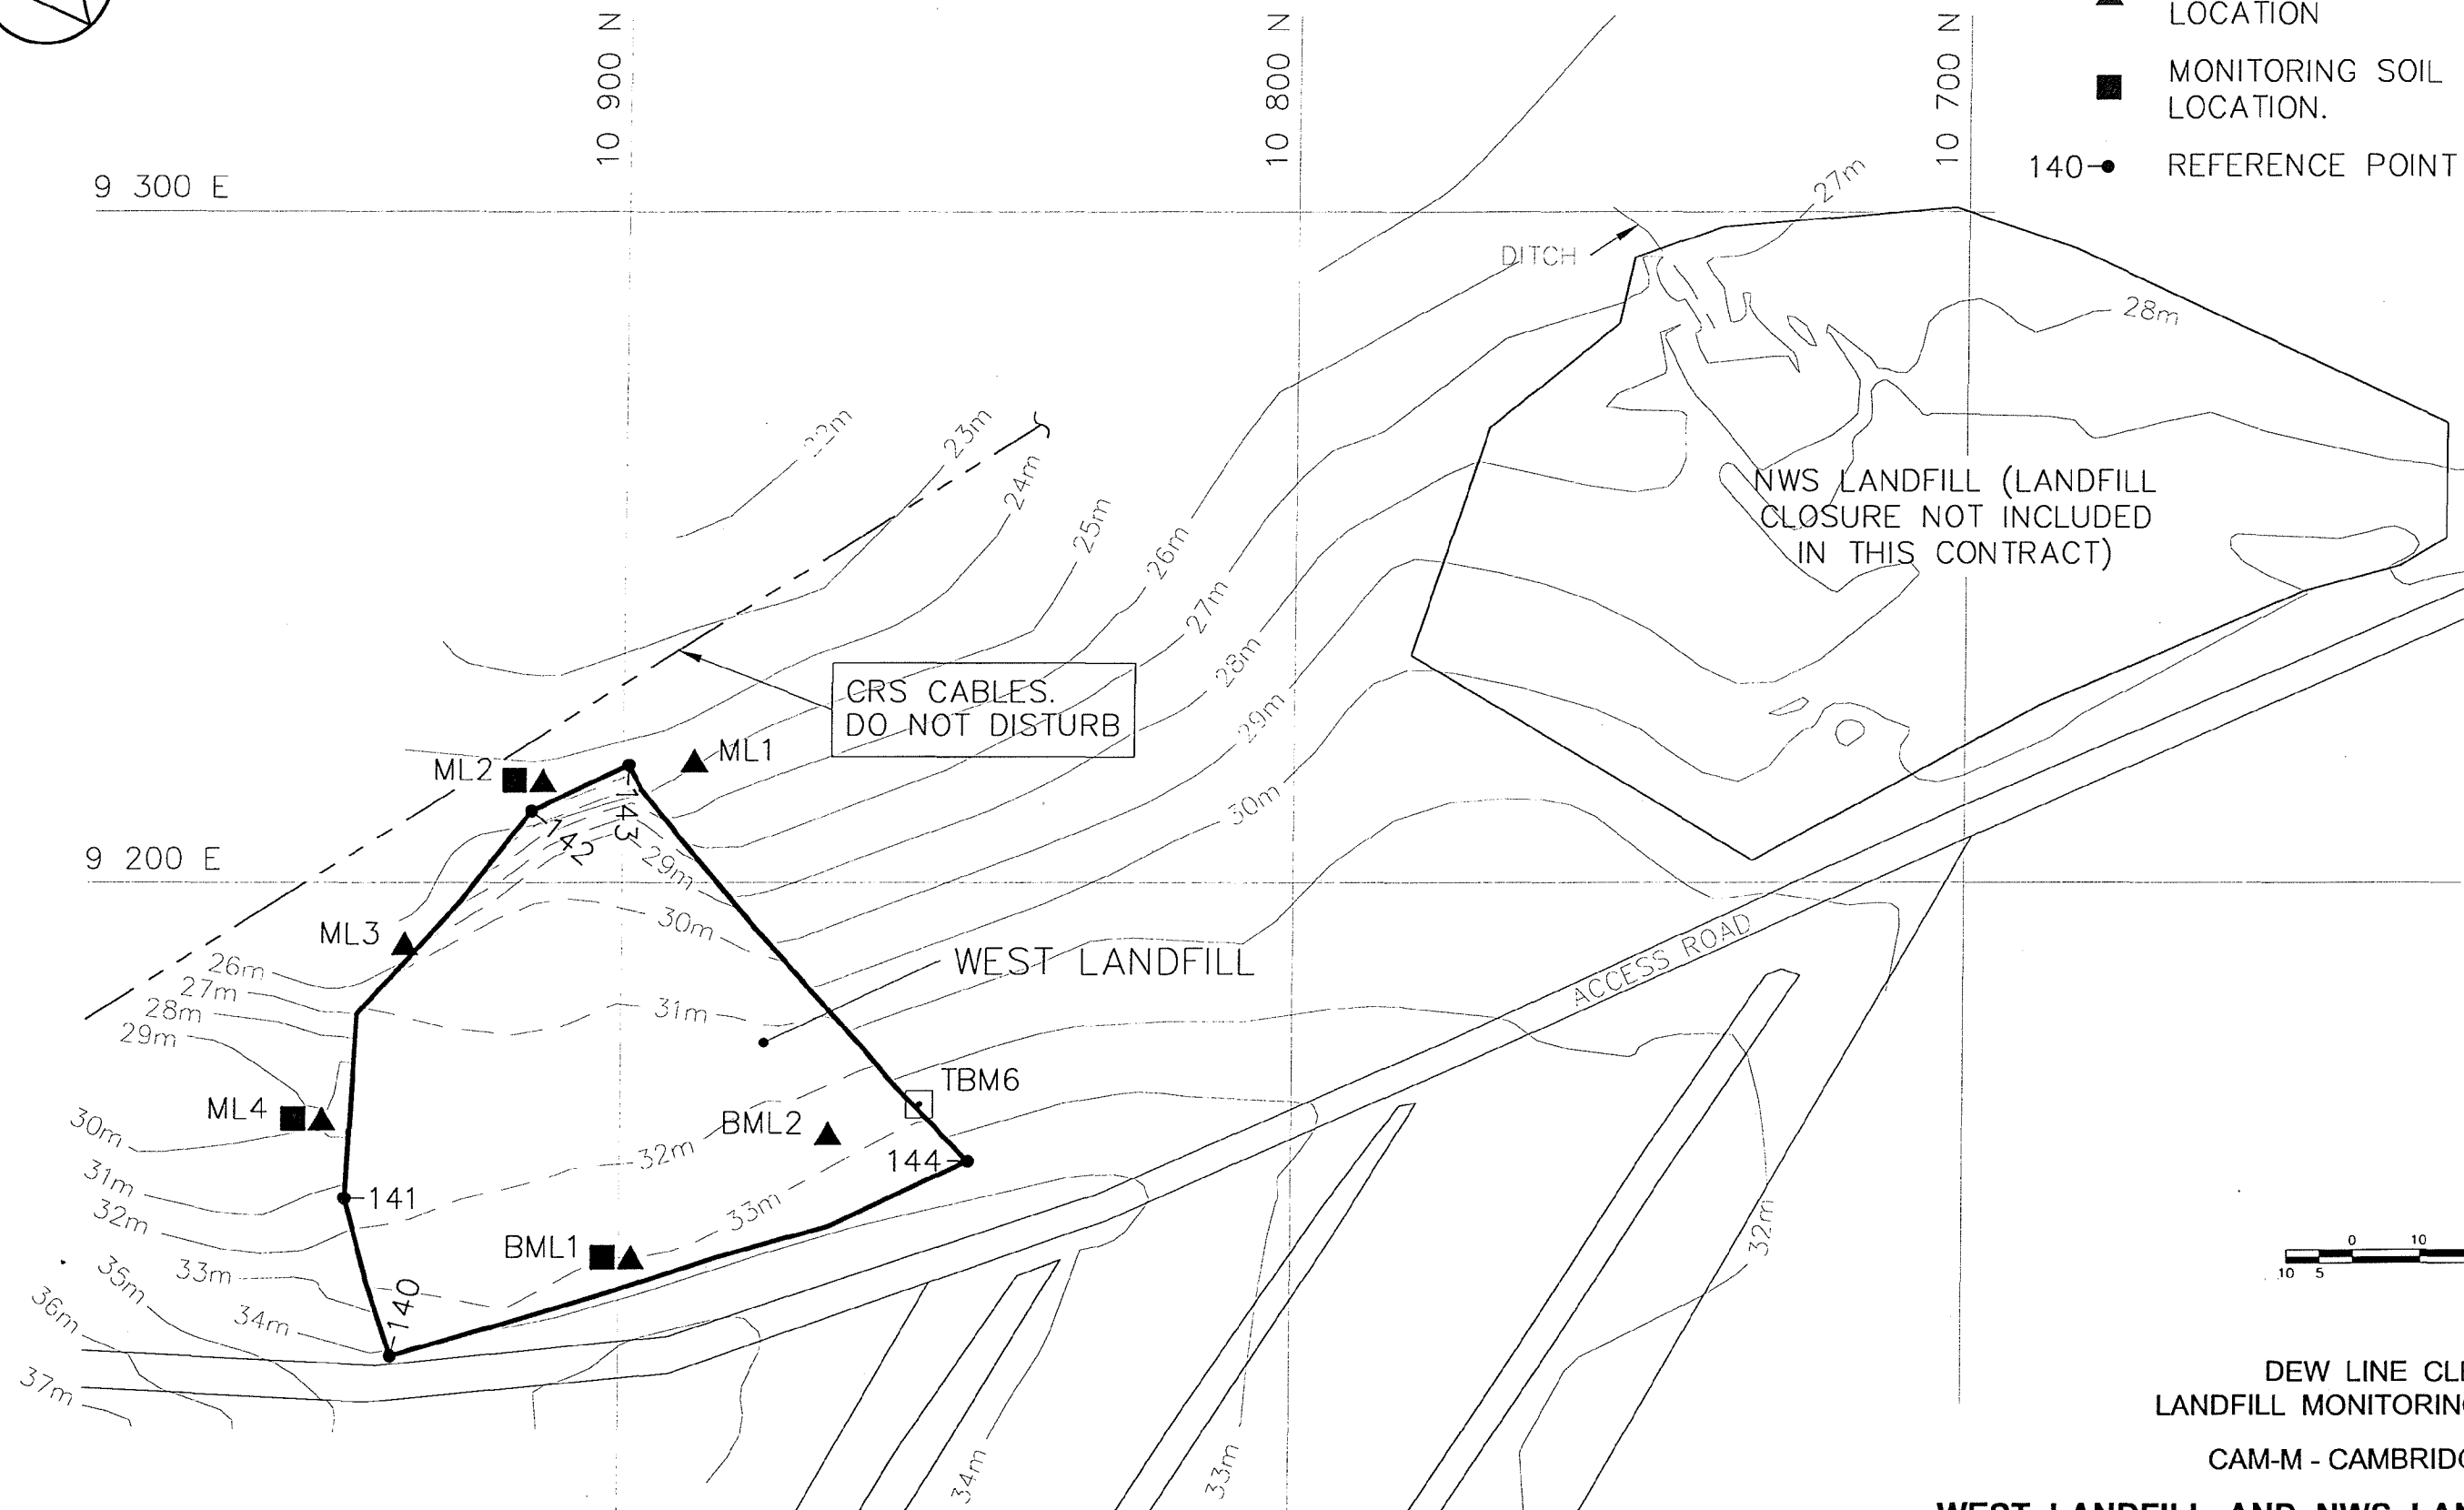 LOCATION
MONITORING SOIL
LOCATION.
140
REFERENCE POINT
10 900 N
10 800 N
10 700 N
9 300 E
27m
DITCH
28m
22m
23m
24m
25m
26m
27m
28m
29m
30m
NWS LANDFILL (LANDFILL
CLOSURE NOT INCLUDED
IN THIS CONTRACT)
CRS CABLES.
DO NOT DISTURB
ML1
ML2
143
142
29m
9 200 E
ML3
30m
WEST LANDFILL
ACCESS ROAD
26m
27m
28m
29m
31m
TBM6
ML4
BML2
30m
32m
144
31m
141
33m
32m
32m
BML1
33m
35m
36m
34m
140
37m
34m
33m
0 10
10 5
DEW LINE
LANDFILL
CAM-M -
WEST LANDFILL AND NWS